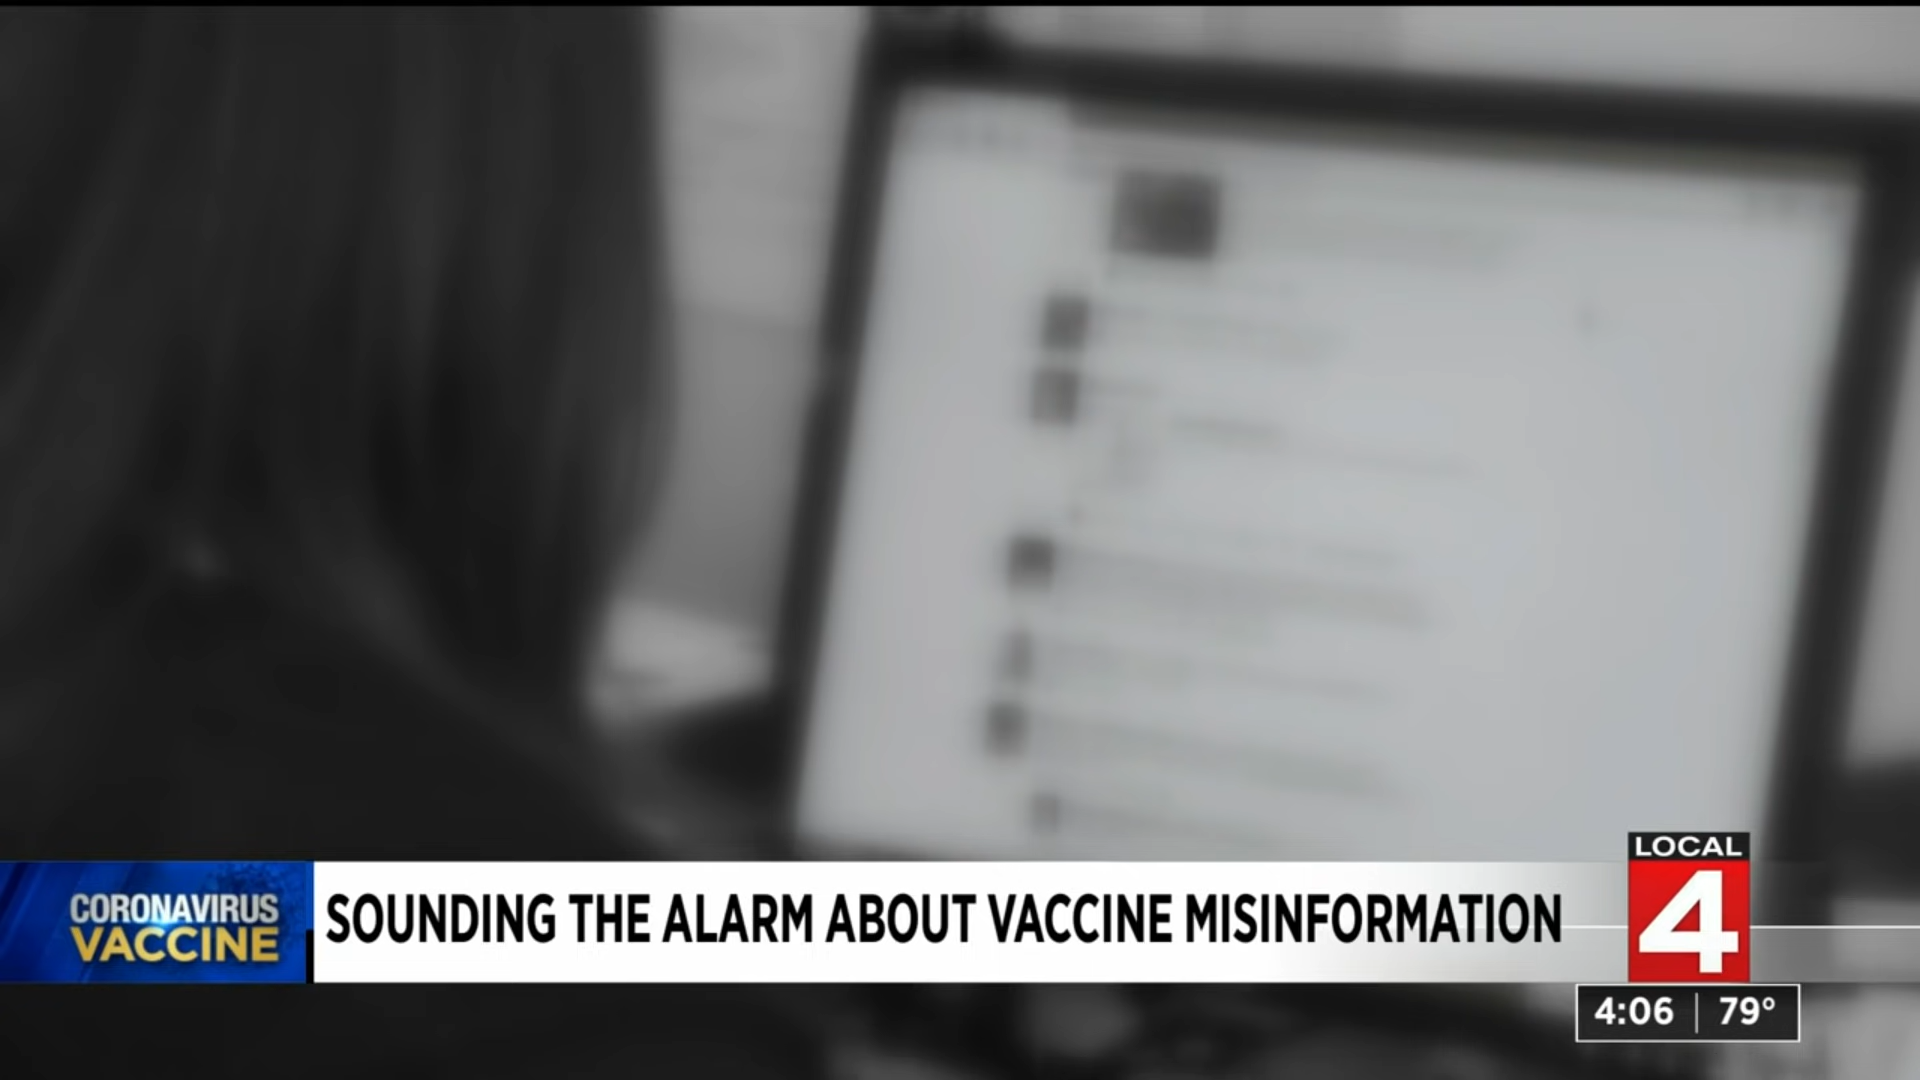 CORONAVIRUS
VACCINE
SOUNDING THE ALARM ABOUT VACCINE MISINFORMATION
LOCAL
4
4:06 | 79°